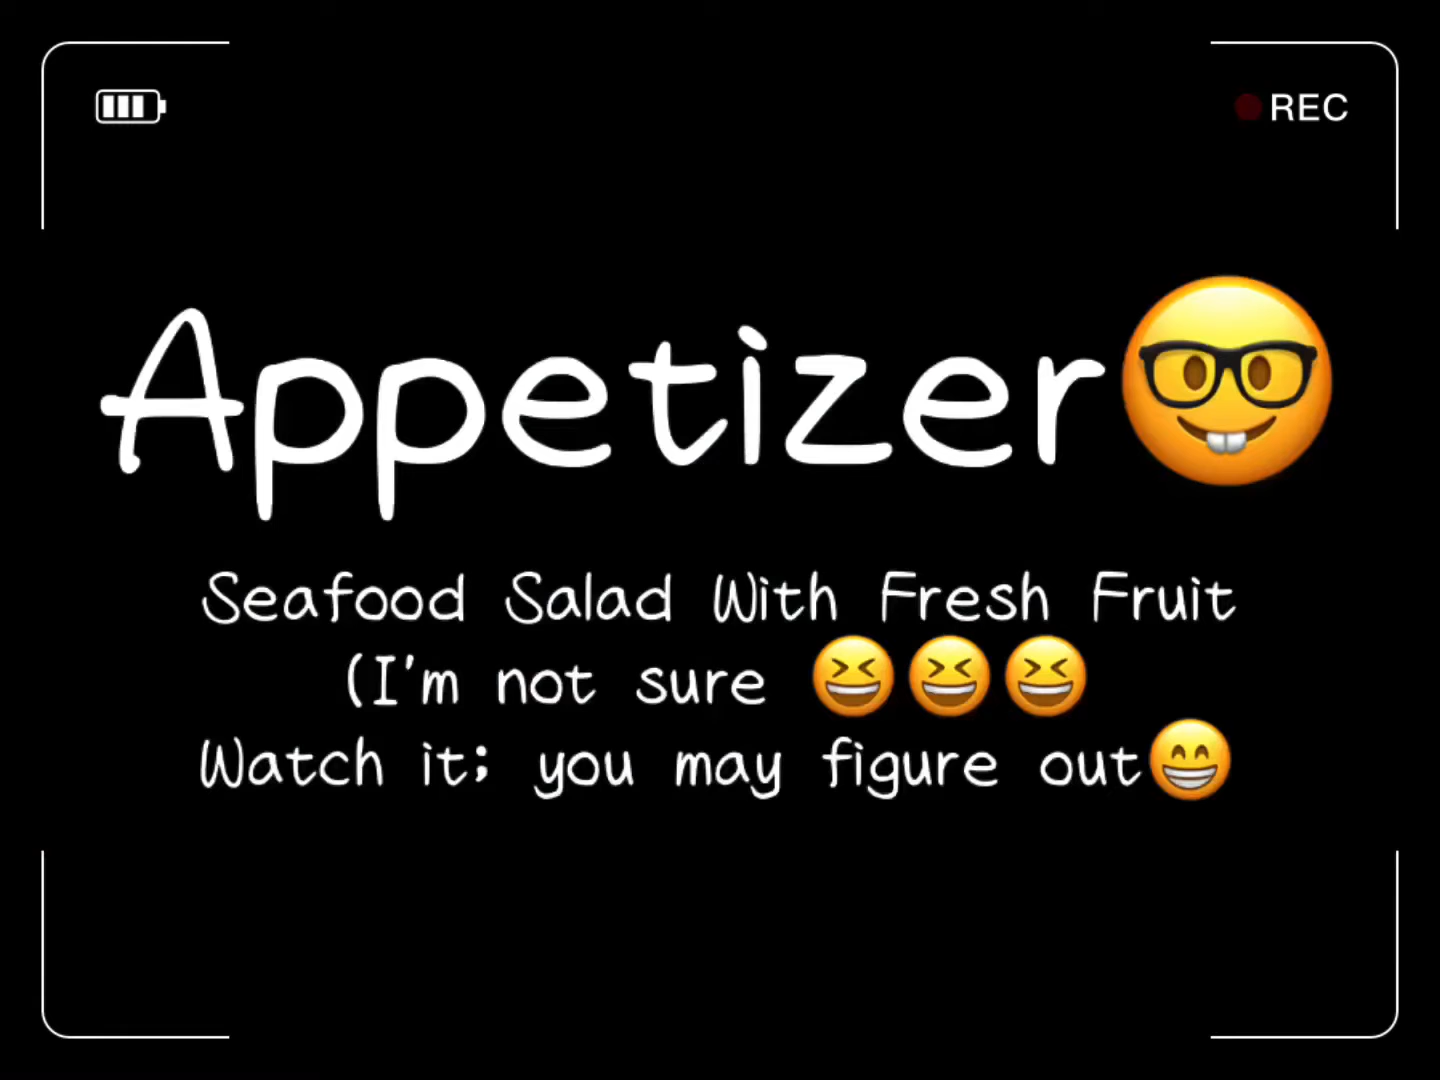 REC
Appetizer🤓
Seafood Salad With Fresh Fruit
(I'm not sure 😆😆😆
Watch it; you may figure out😁